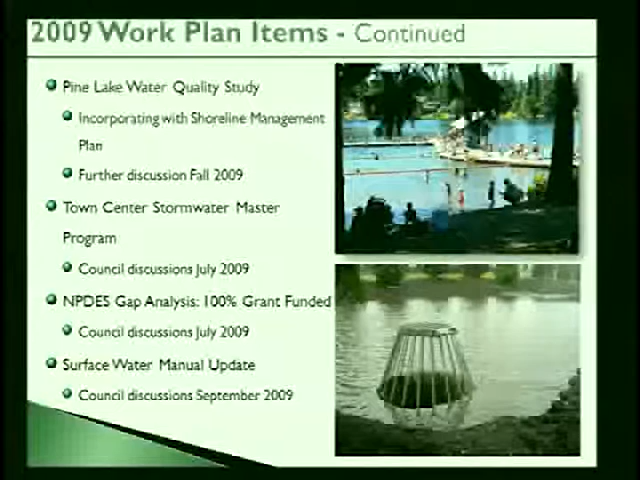 2009 Work Plan Items - Continued
Pine Lake Water Quality Study
Incorporating with Shoreline Management
Plan
Further discussion Fall 2009
Town Center Stormwater Master
Program
Council discussions July 2009
NPDES Gap Analysis: 100% Grant Funded
Council discussions July 2009
Surface Water Manual Update
Council discussions September 2009